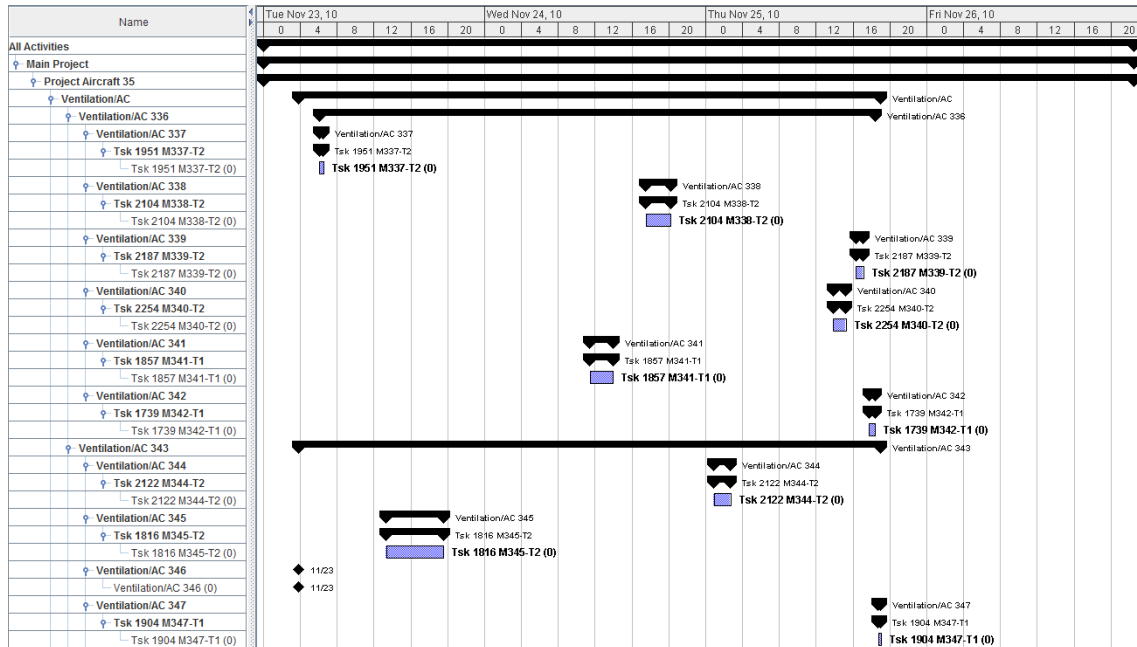 Name
Tue Nov 23, 10 Wed Nov 24, 10 Thu Nov 25, 10 Fri Nov 26, 10
0 4 8 12 16 20 0 4 8 12 16 20 0 4 8 12 16 20 0 4 8 12 16 20
All Activities
Main Project
Project Aircraft 35
Ventilation/AC Ventilation/AC
Ventilation/AC 336 Ventilation/AC 336
Ventilation/AC 337 Ventilation/AC 337
Tsk 1951 M337-T2 Tsk 1951 M337-T2
Tsk 1951 M337-T2 (0) Tsk 1951 M337-T2 (0)
Ventilation/AC 338 Ventilation/AC 338
Tsk 2104 M338-T2 Tsk 2104 M338-T2
Tsk 2104 M338-T2 (0) Tsk 2104 M338-T2 (0)
Ventilation/AC 339 Ventilation/AC 339
Tsk 2187 M339-T2 Tsk 2187 M339-T2
Tsk 2187 M339-T2 (0) Tsk 2187 M339-T2 (0)
Ventilation/AC 340 Ventilation/AC 340
Tsk 2254 M340-T2 Tsk 2254 M340-T2
Tsk 2254 M340-T2 (0) Tsk 2254 M340-T2 (0)
Ventilation/AC 341 Ventilation/AC 341
Tsk 1857 M341-T1 Tsk 1857 M341-T1
Tsk 1857 M341-T1 (0) Tsk 1857 M341-T1 (0)
Ventilation/AC 342 Ventilation/AC 342
Tsk 1739 M342-T1 Tsk 1739 M342-T1
Tsk 1739 M342-T1 (0) Tsk 1739 M342-T1 (0)
Ventilation/AC 343 Ventilation/AC 343
Ventilation/AC 344 Ventilation/AC 344
Tsk 2122 M344-T2 Tsk 2122 M344-T2
Tsk 2122 M344-T2 (0) Tsk 2122 M344-T2 (0)
Ventilation/AC 345 Ventilation/AC 345
Tsk 1816 M345-T2 Tsk 1816 M345-T2
Tsk 1816 M345-T2 (0) Tsk 1816 M345-T2 (0)
Ventilation/AC 346 11/23
Ventilation/AC 346 (0) 11/23
Ventilation/AC 347 Ventilation/AC 347
Tsk 1904 M347-T1 Tsk 1904 M347-T1
Tsk 1904 M347-T1 (0) Tsk 1904 M347-T1 (0)